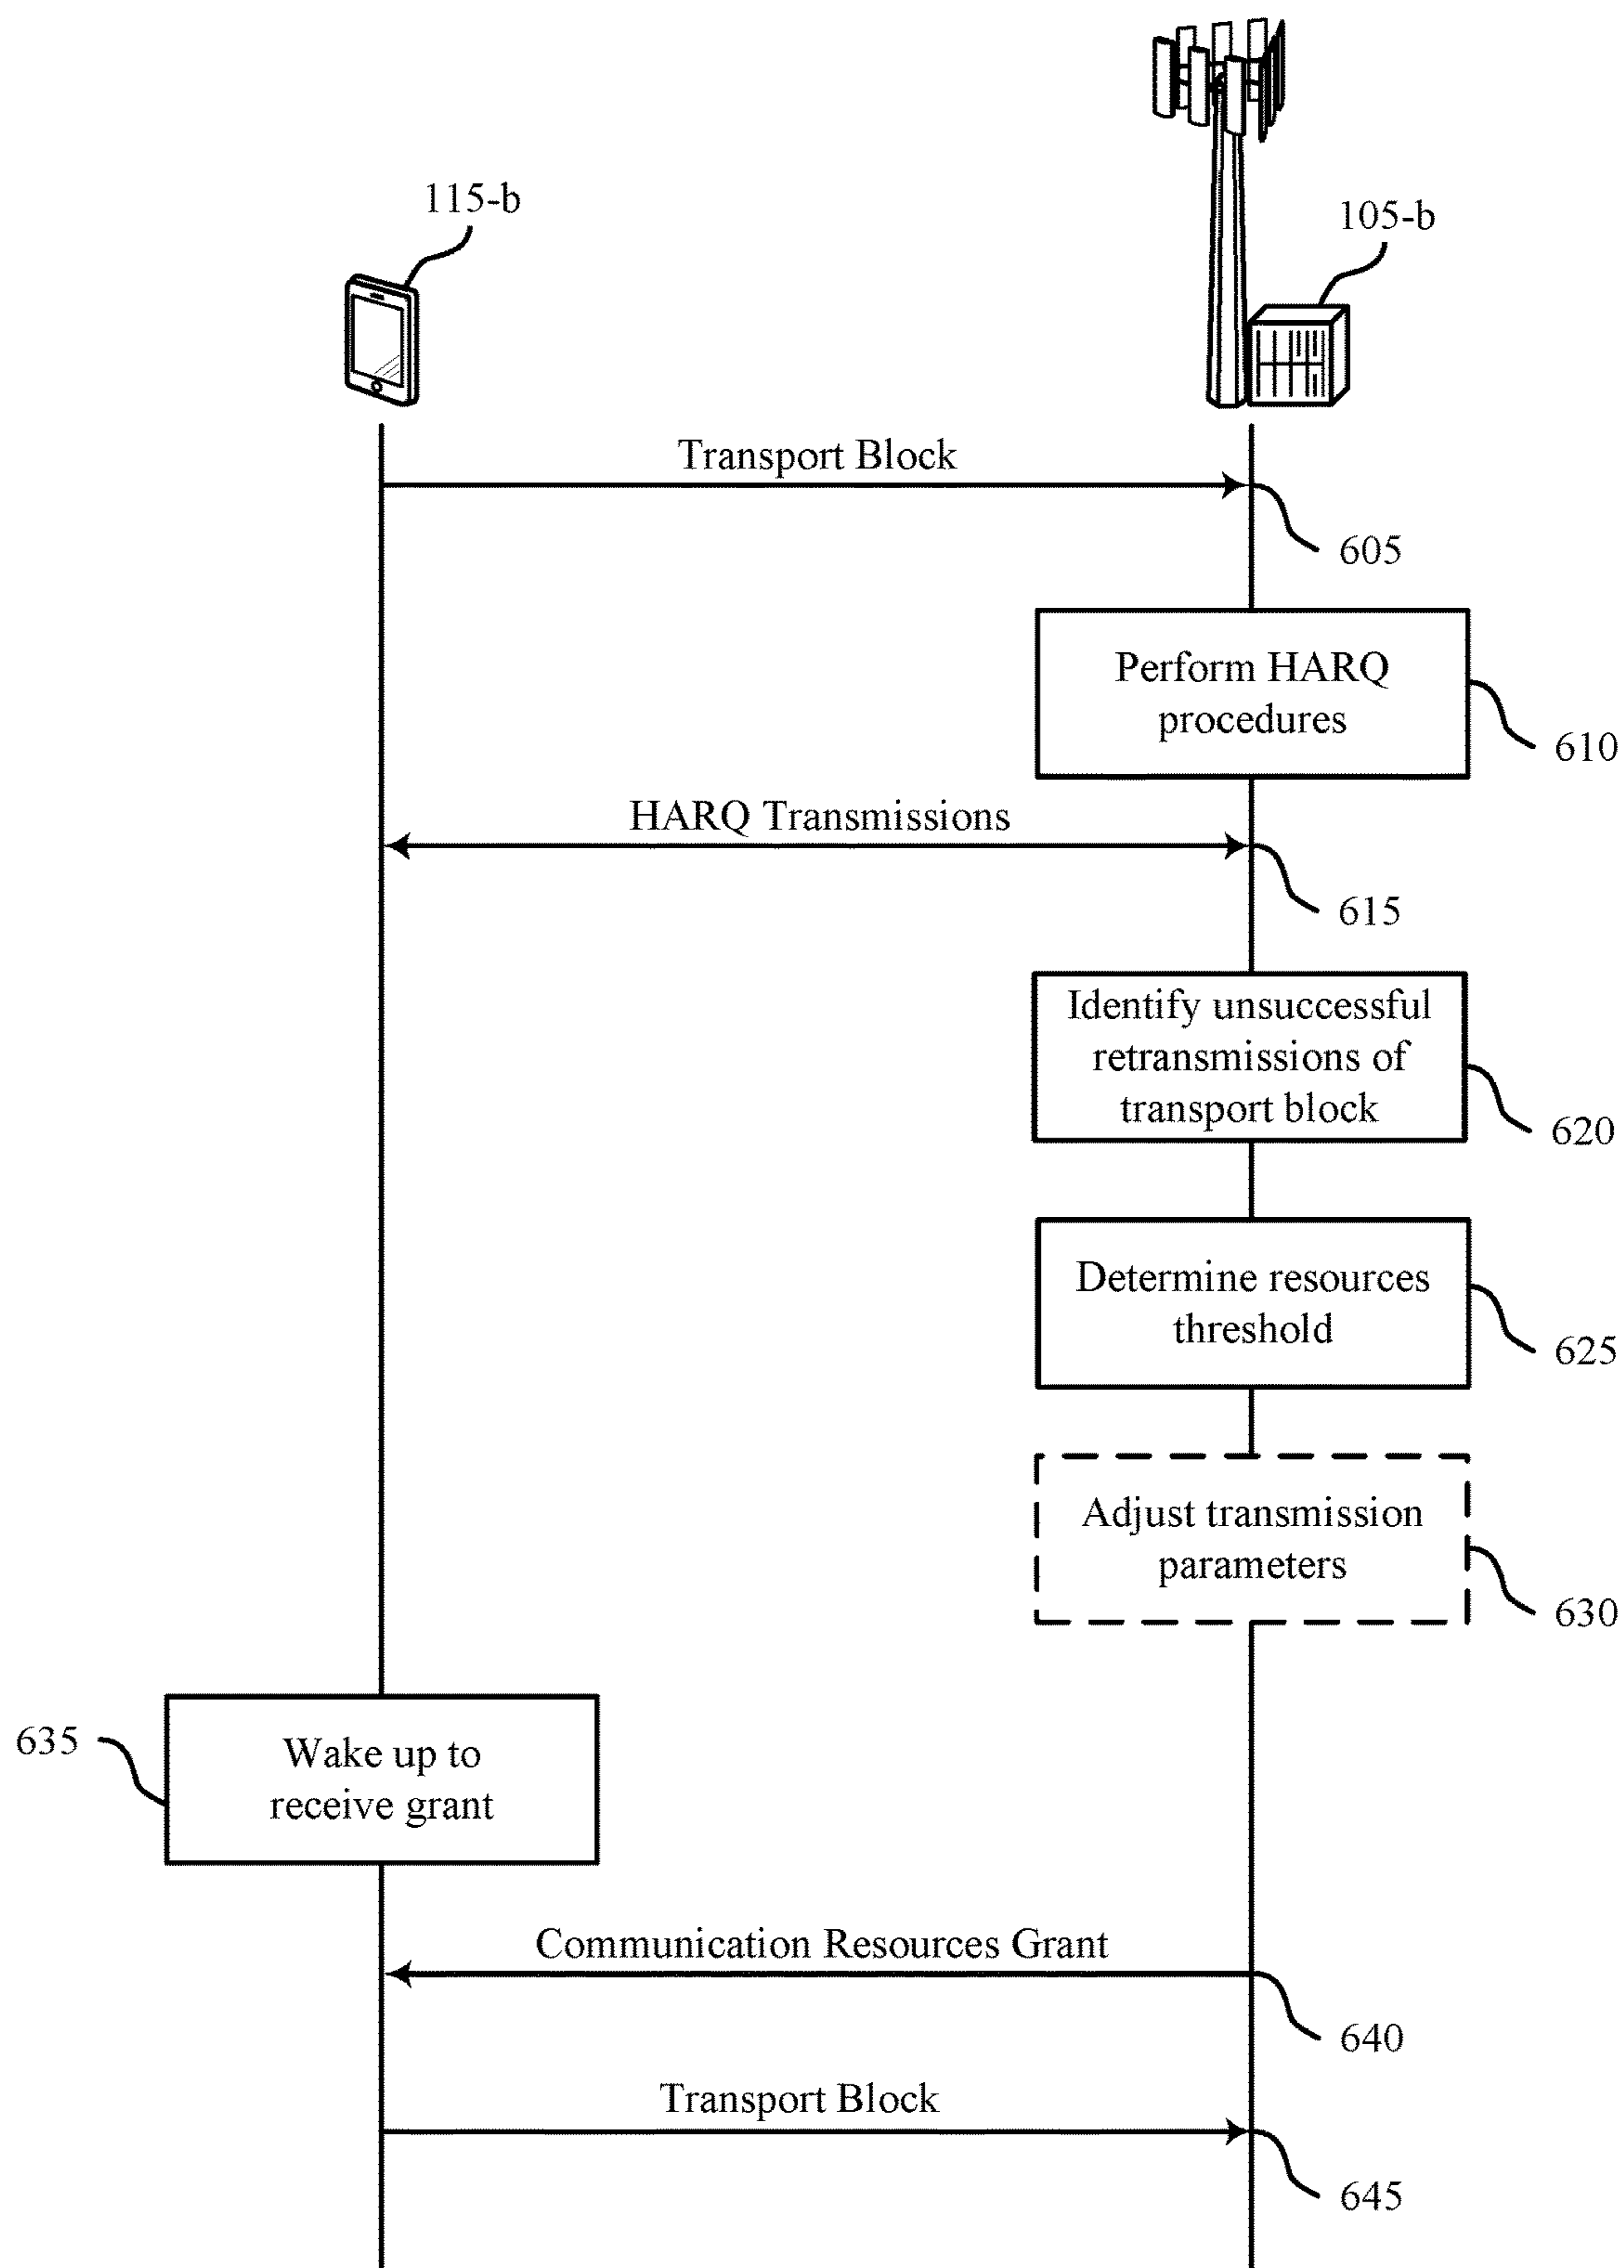 115-b
105-b
Transport Block
605
Perform HARQ
procedures
610
HARQ Transmissions
615
Identify unsuccessful
retransmissions of
transport block
620
Determine resources
threshold
625
Adjust transmission
parameters
630
635
Wake up to
receive grant
Communication Resources Grant
640
Transport Block
645